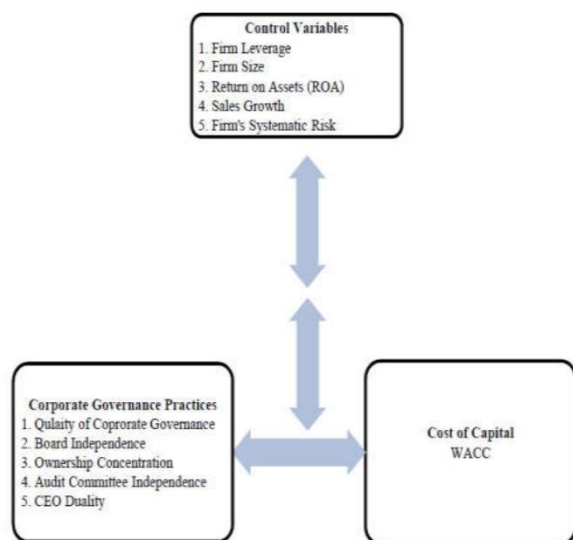 Control Variables
1. Firm Leverage
2. Firm Size
3. Return on Assets (ROA)
4. Sales Growth
5. Firm's Systematic Risk
Corporate Governance Practices
1. Qulaity of Coprorate Governance
2. Board Independence
3. Ownership Concentration
4. Audit Committee Independence
5. CEO Duality
Cost of Capital
WACC